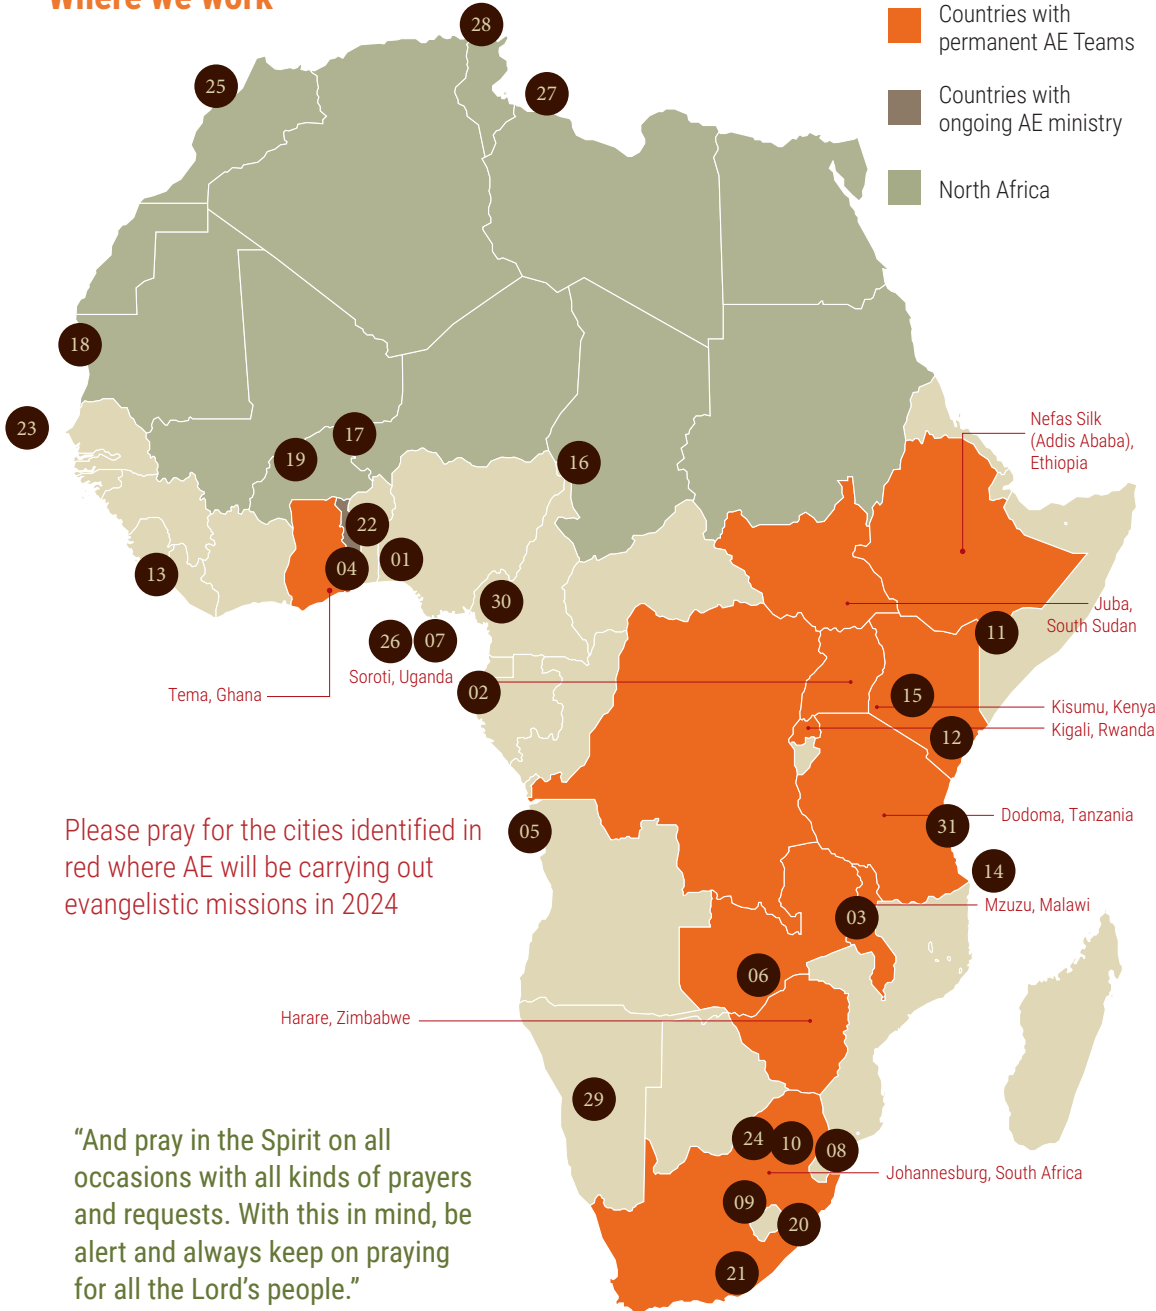 Where we work
Countries with
permanent AE Teams
Countries with
ongoing AE ministry
North Africa
28
25
27
18
23
17
19
16
22
01
04
13
30
26
07
02
11
15
12
05
31
14
03
06
29
24
10
08
09
20
21
Nefas Silk
(Addis Ababa),
Ethiopia
Juba,
South Sudan
Soroti, Uganda
Tema, Ghana
Kisumu, Kenya
Kigali, Rwanda
Dodoma, Tanzania
Mzuzu, Malawi
Harare, Zimbabwe
Johannesburg, South Africa
Please pray for the cities identified in
red where AE will be carrying out
evangelistic missions in 2024
“And pray in the Spirit on all
occasions with all kinds of prayers
and requests. With this in mind, be
alert and always keep on praying
for all the Lord’s people.”